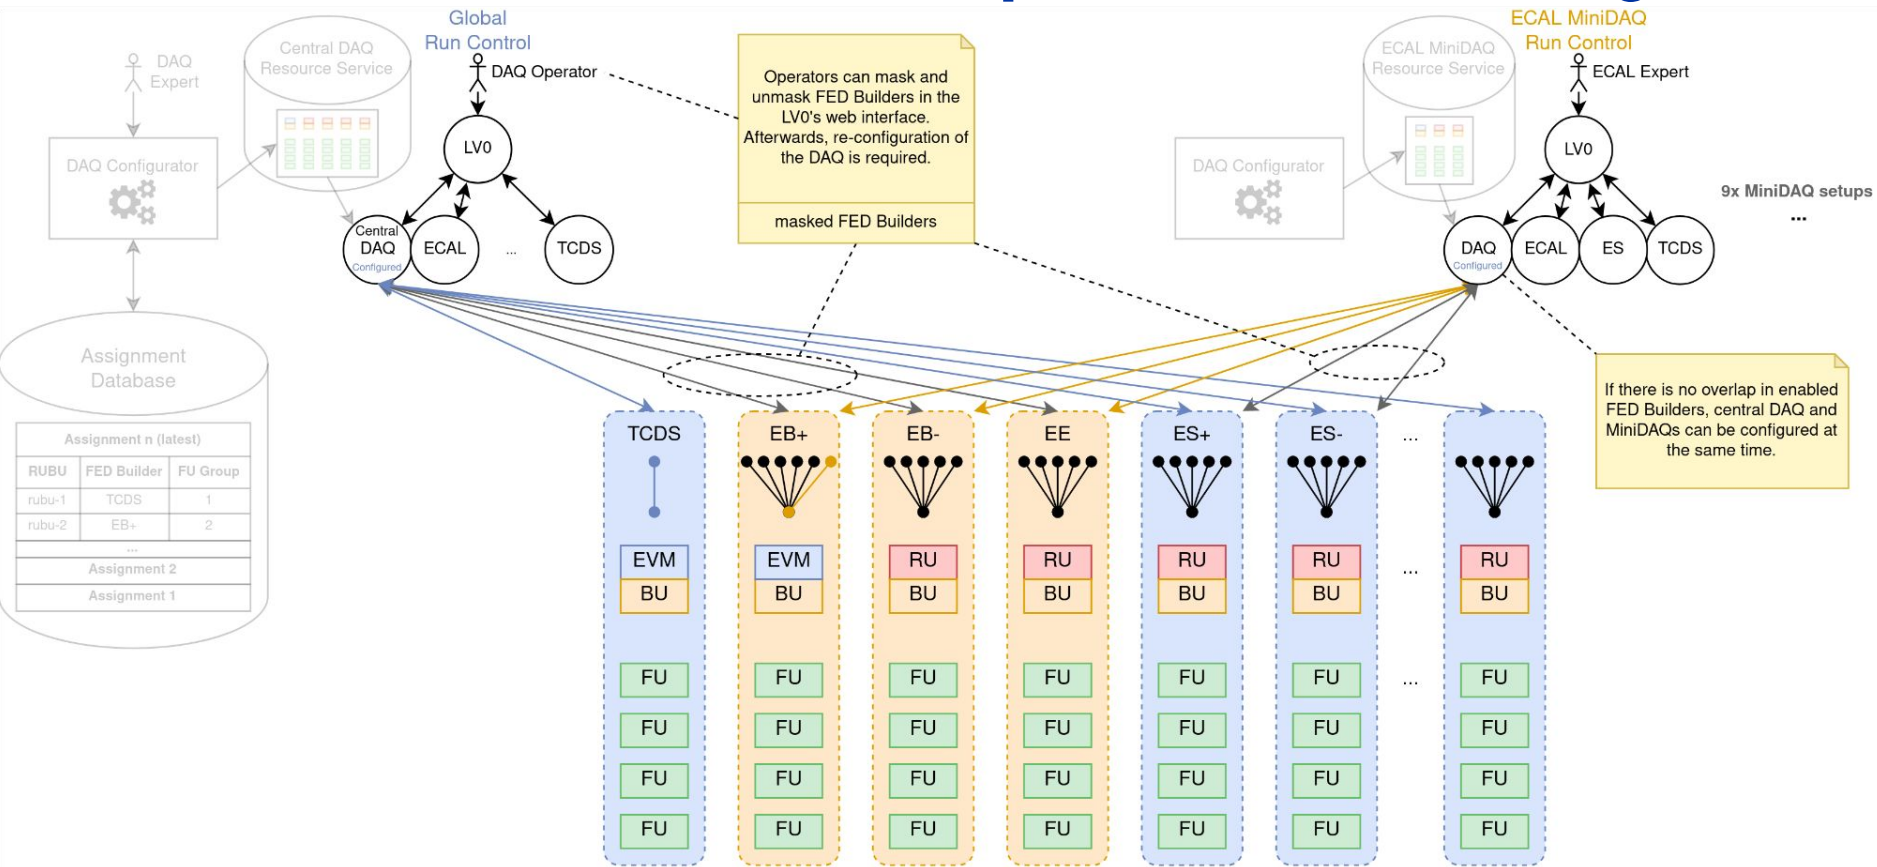 Global
Run Control
DAQ Operator
DAQ
Expert
Central DAQ
Resource Service
DAQ Configurator
LV0
Central
DAQ
Configured
ECAL
...
TCDS
Operators can mask and
unmask FED Builders in the
LV0's web interface.
Afterwards, re-configuration of
the DAQ is required.
masked FED Builders
ECAL MiniDAQ
Run Control
ECAL Expert
ECAL MiniDAQ
Resource Service
DAQ Configurator
LV0
DAQ
Configured
ECAL
ES
TCDS
9x MiniDAQ setups
...
If there is no overlap in enabled
FED Builders, central DAQ and
MiniDAQs can be configured at
the same time.
Assignment
Database
Assignment n (latest)
RUBU FED Builder FU Group
rubu-1 TCDS 1
rubu-2 EB+ 2
...
Assignment 2
Assignment 1
TCDS EB+ EB- EE ES+ ES- ...
EVM EVM RU RU RU RU ... RU
BU BU BU BU BU BU BU
FU FU FU FU FU FU ... FU
FU FU FU FU FU FU FU
FU FU FU FU FU FU FU
FU FU FU FU FU FU FU